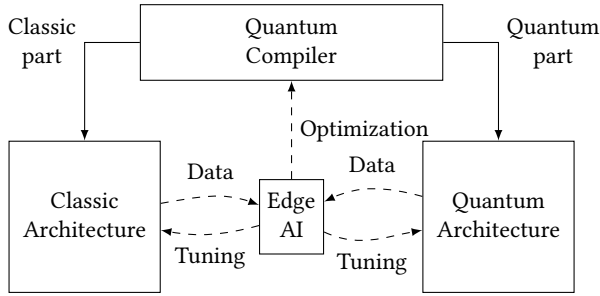 Classic
part
Quantum
Compiler
Quantum
part
Optimization
Data
Data
Classic
Architecture
Edge
AI
Quantum
Architecture
Tuning
Tuning